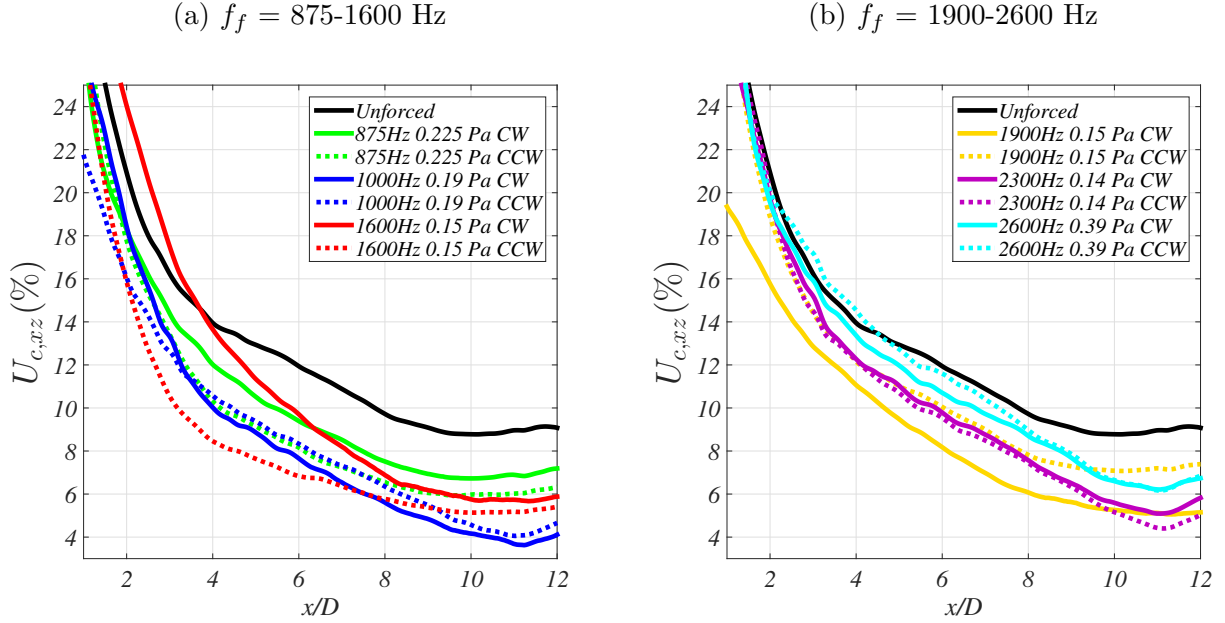 (a) f_f = 875-1600 Hz
U_{c,xz}(%)
24
22
20
18
16
14
12
10
8
6
4
Unforced
875Hz 0.225 Pa CW
875Hz 0.225 Pa CCW
1000Hz 0.19 Pa CW
1000Hz 0.19 Pa CCW
1600Hz 0.15 Pa CW
1600Hz 0.15 Pa CCW
2 4 6 8 10 12
x/D
(b) f_f = 1900-2600 Hz
U_{c,xz}(%)
24
22
20
18
16
14
12
10
8
6
4
Unforced
1900Hz 0.15 Pa CW
1900Hz 0.15 Pa CCW
2300Hz 0.14 Pa CW
2300Hz 0.14 Pa CCW
2600Hz 0.39 Pa CW
2600Hz 0.39 Pa CCW
2 4 6 8 10 12
x/D